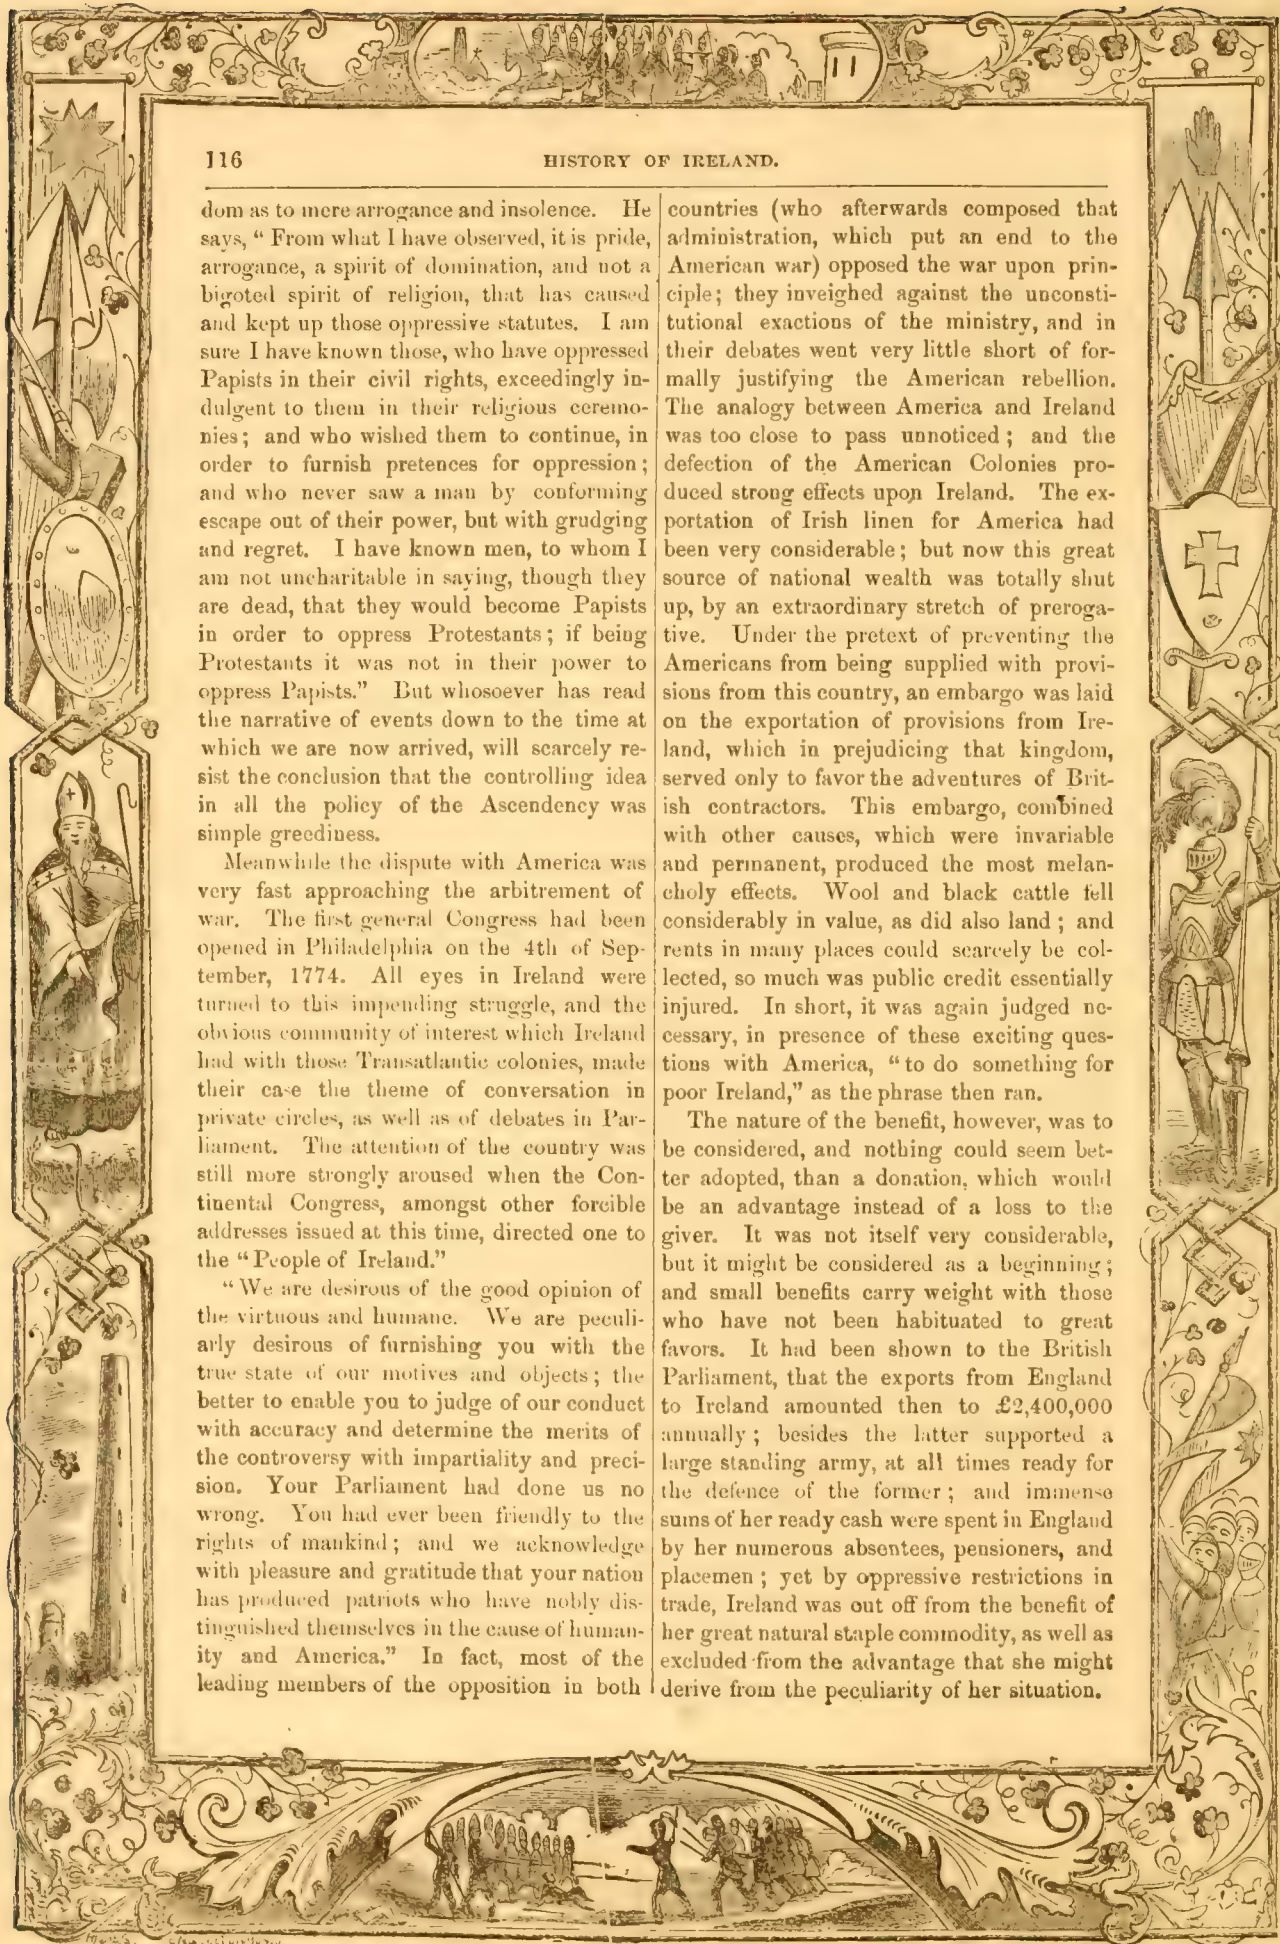 116
HISTORY OF IRELAND.
dom as to mere arrogance and insolence. He
says, “ From what I have observed, it is pride,
arrogance, a spirit of domination, and not a
bigoted spirit of religion, that has caused
and kept up those oppressive statutes. I am
sure I have known those, who have oppressed
Papists in their civil rights, exceedingly in-
dulgent to them in their religious ceremo-
nies ; and who wished them to continue, in
order to furnish pretences for oppression ;
and who never saw a man by conforming
escape out of their power, but with grudging
and regret. I have known men, to whom I
am not uncharitable in saying, though they
are dead, that they would become Papists
in order to oppress Protestants ; if being
Protestants it was not in their power to
oppress Papists.” But whosoever has read
the narrative of events down to the time at
which we are now arrived, will scarcely re-
sist the conclusion that the controlling idea
in all the policy of the Ascendency was
simple greediness.
Meanwhile the dispute with America was
very fast approaching the arbitrement of
war. The first general Congress had been
opened in Philadelphia on the 4th of Sep-
tember, 1774. All eyes in Ireland were
turned to this impending struggle, and the
obvious community of interest which Ireland
had with those Transatlantic colonies, made
their case the theme of conversation in
private circles, as well as of debates in Par-
liament. The attention of the country was
still more strongly aroused when the Con-
tinental Congress, amongst other forcible
addresses issued at this time, directed one to
the “People of Ireland.”
“ We are desirous of the good opinion of
the virtuous and humane. We are peculi-
arly desirous of furnishing you with the
true state of our motives and objects ; the
better to enable you to judge of our conduct
with accuracy and determine the merits of
the controversy with impartiality and preci-
sion. Your Parliament had done us no
wrong. You had ever been friendly to the
rights of mankind ; and we acknowledge
with pleasure and gratitude that your nation
has produced patriots who have nobly dis-
tinguished themselves in the cause of human-
ity and America.” In fact, most of the
leading members of the opposition in both
countries (who afterwards composed that
administration, which put an end to the
American war) opposed the war upon prin-
ciple ; they inveighed against the unconsti-
tutional exactions of the ministry, and in
their debates went very little short of for-
mally justifying the American rebellion.
The analogy between America and Ireland
was too close to pass unnoticed ; and the
defection of the American Colonies pro-
duced strong effects upon Ireland. The ex-
portation of Irish linen for America had
been very considerable ; but now this great
source of national wealth was totally shut
up, by an extraordinary stretch of preroga-
tive. Under the pretext of preventing the
Americans from being supplied with provi-
sions from this country, an embargo was laid
on the exportation of provisions from Ire-
land, which in prejudicing that kingdom,
served only to favor the adventures of Brit-
ish contractors. This embargo, combined
with other causes, which were invariable
and permanent, produced the most melan-
choly effects. Wool and black cattle fell
considerably in value, as did also land ; and
rents in many places could scarcely be col-
lected, so much was public credit essentially
injured. In short, it was again judged ne-
cessary, in presence of these exciting ques-
tions with America, “ to do something for
poor Ireland,” as the phrase then ran.
The nature of the benefit, however, was to
be considered, and nothing could seem bet-
ter adopted, than a donation, which would
be an advantage instead of a loss to the
giver. It was not itself very considerable,
but it might be considered as a beginning ;
and small benefits carry weight with those
who have not been habituated to great
favors. It had been shown to the British
Parliament, that the exports from England
to Ireland amounted then to £2,400,000
annually ; besides the latter supported a
large standing army, at all times ready for
the defence of the former ; and immense
sums of her ready cash were spent in England
by her numerous absentees, pensioners, and
placemen ; yet by oppressive restrictions in
trade, Ireland was out off from the benefit of
her great natural staple commodity, as well as
excluded from the advantage that she might
derive from the peculiarity of her situation.